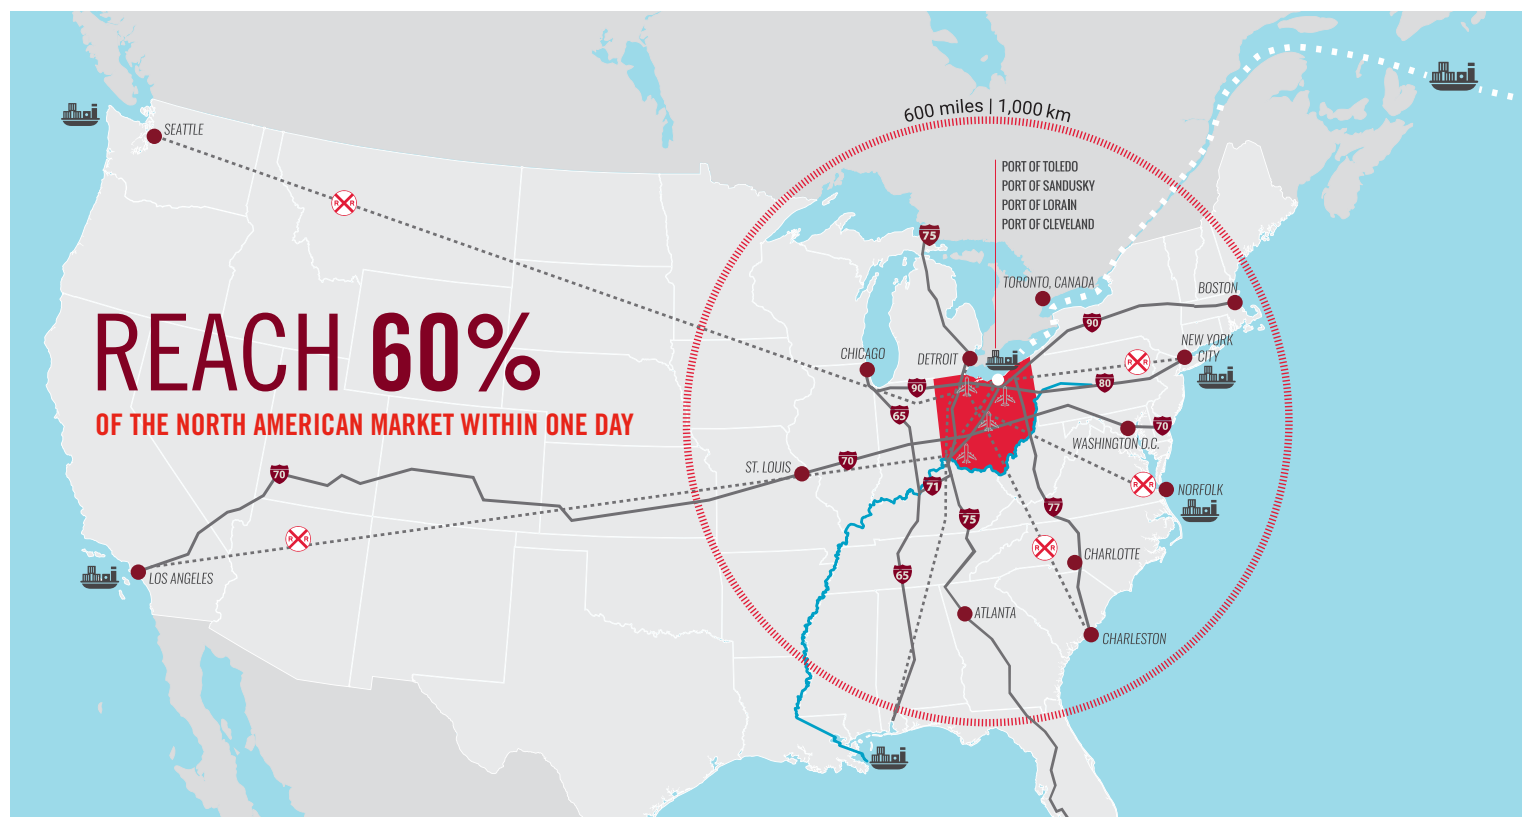 600 miles | 1,000 km
SEATTLE
R R
PORT OF TOLEDO
PORT OF SANDUSKY
PORT OF LORAIN
PORT OF CLEVELAND
75
TORONTO, CANADA
BOSTON
90
REACH 60%
OF THE NORTH AMERICAN MARKET WITHIN ONE DAY
NEW YORK
CITY
CHICAGO
DETROIT
R R
90
80
65
70
WASHINGTON D.C.
ST. LOUIS
70
70
71
R R
NORFOLK
75
77
R R
LOS ANGELES
R R
CHARLOTTE
65
ATLANTA
CHARLESTON